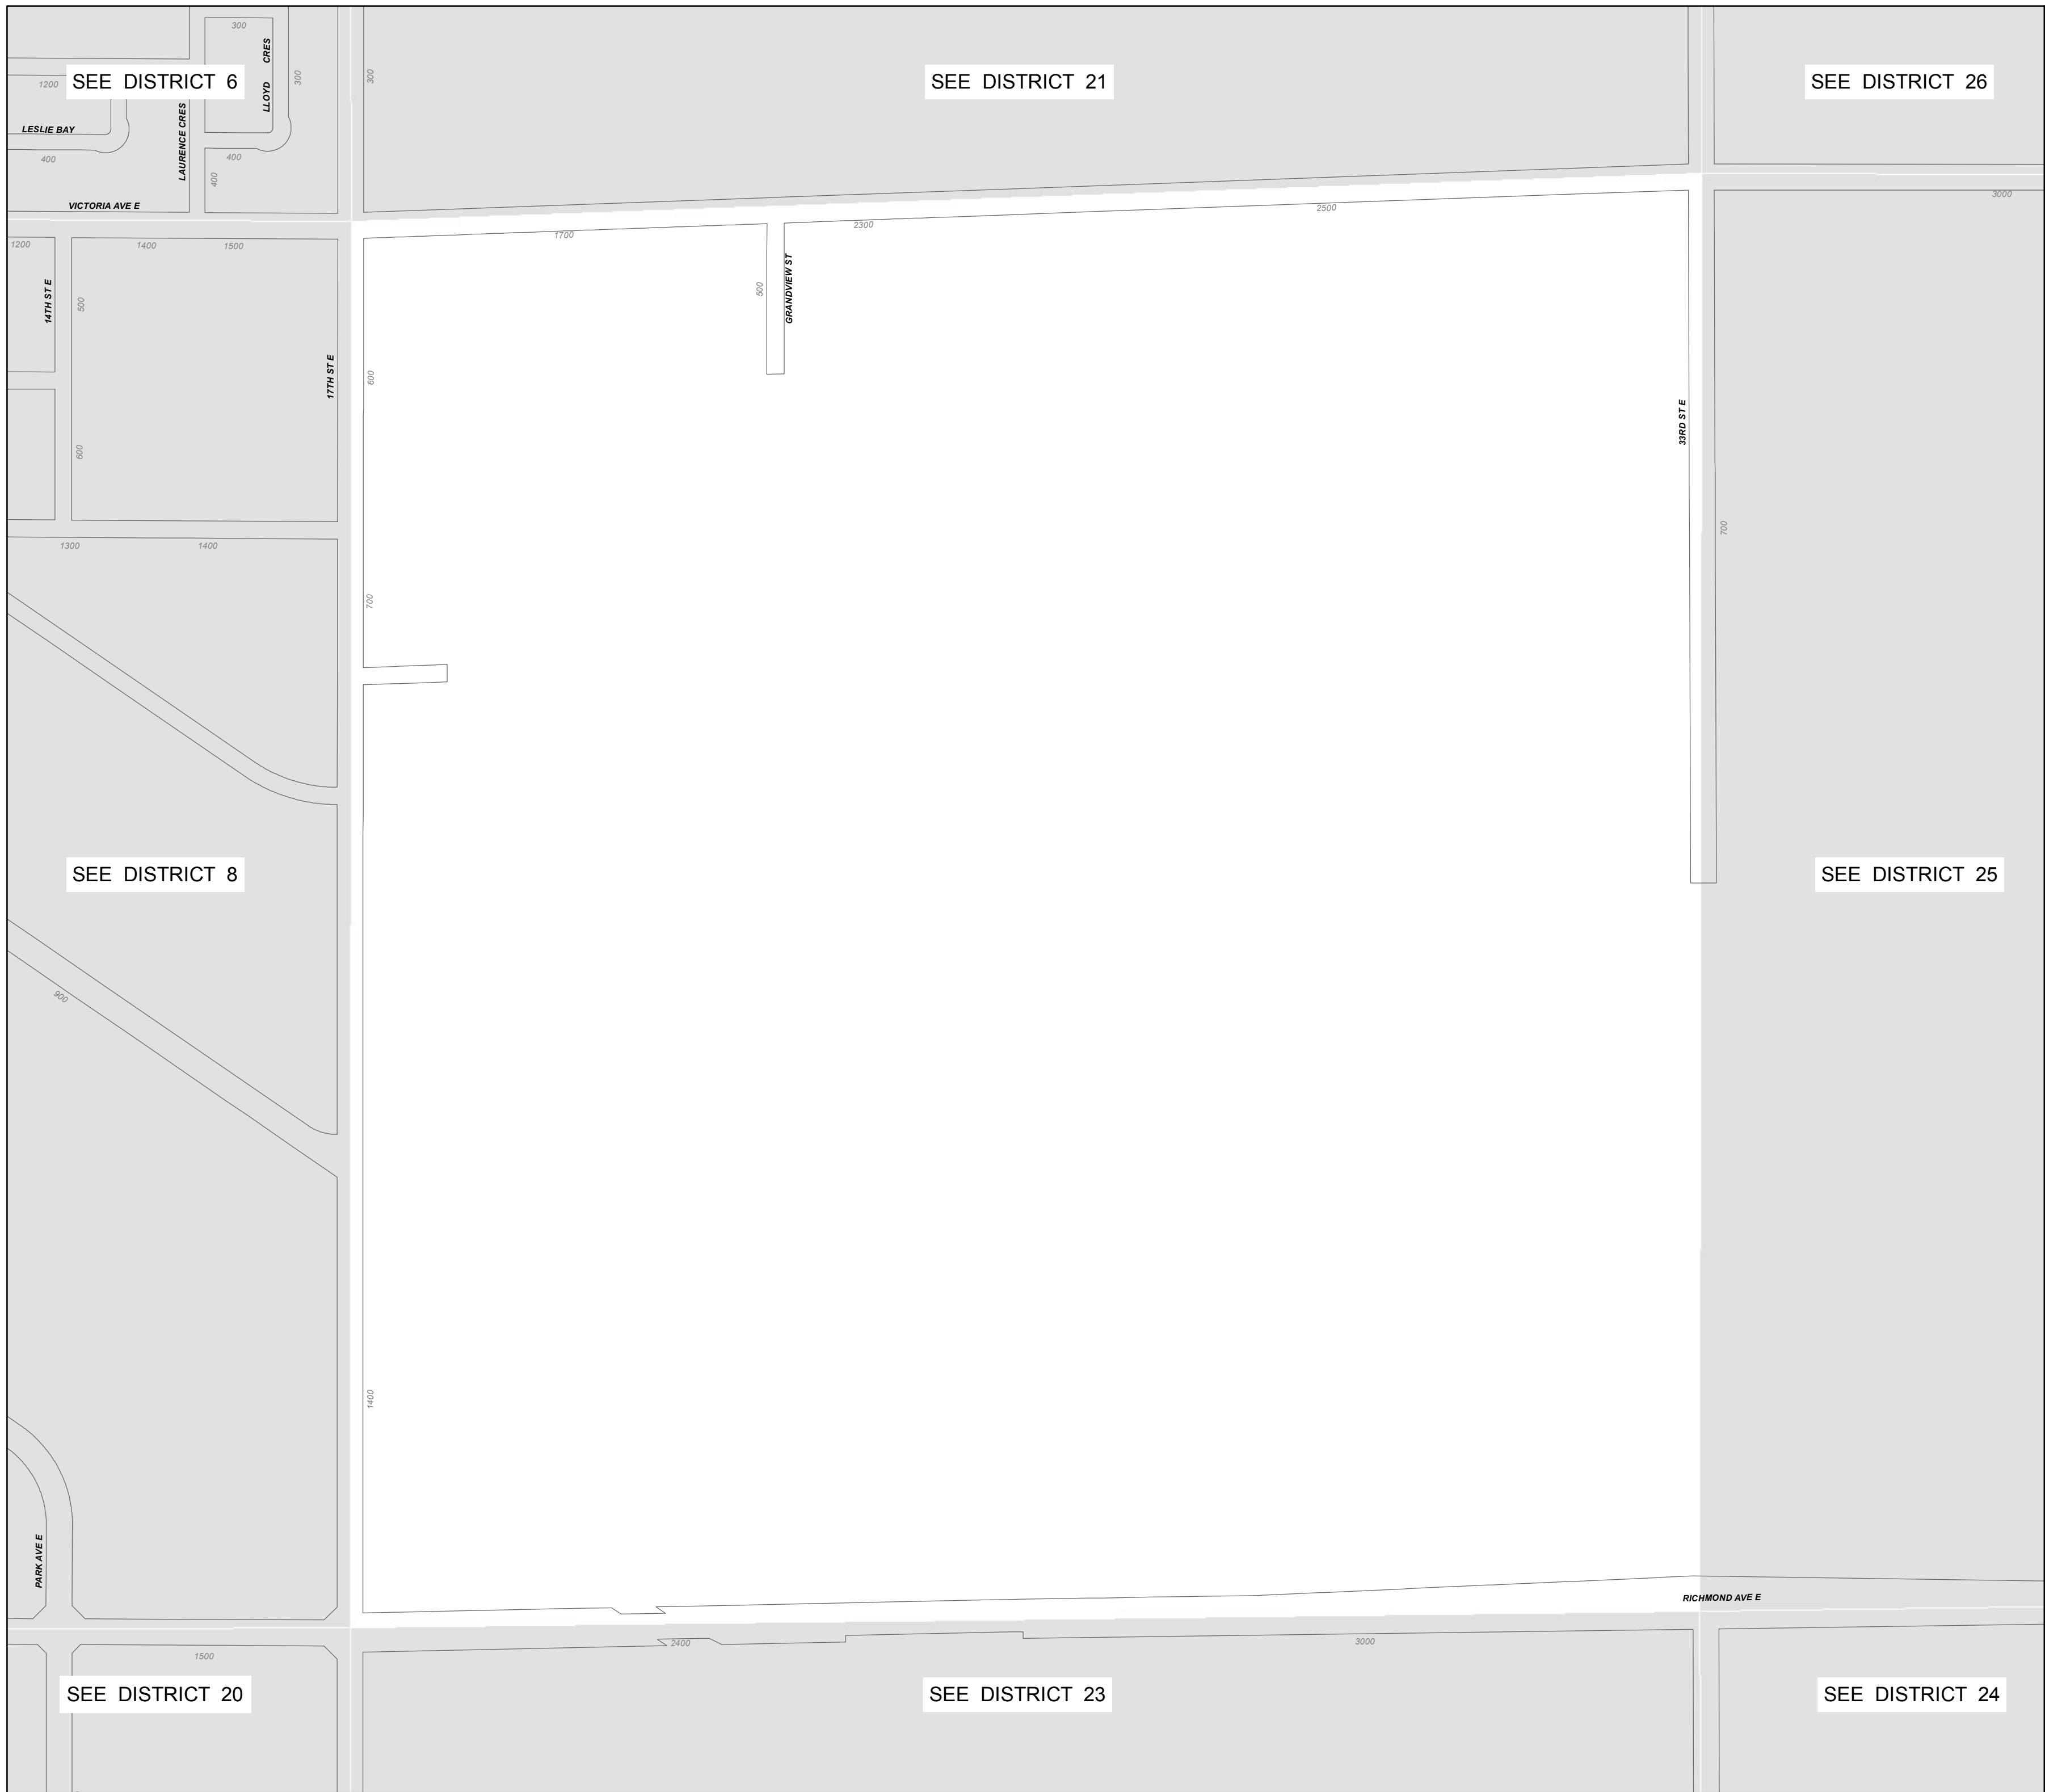 300
SEE DISTRICT 6
LLOYD CRES
300
300
SEE DISTRICT 21
SEE DISTRICT 26
1200
LESLIE BAY
LAURENCE CRES
400
400
400
VICTORIA AVE E
3000
2500
1200
1400
1500
1700
2300
14TH ST E
500
500
GRANDVIEW ST
17TH ST E
600
33RD ST E
600
700
1300
1400
700
SEE DISTRICT 8
SEE DISTRICT 25
900
1400
PARK AVE E
RICHMOND AVE E
1500
2400
3000
SEE DISTRICT 20
SEE DISTRICT 23
SEE DISTRICT 24